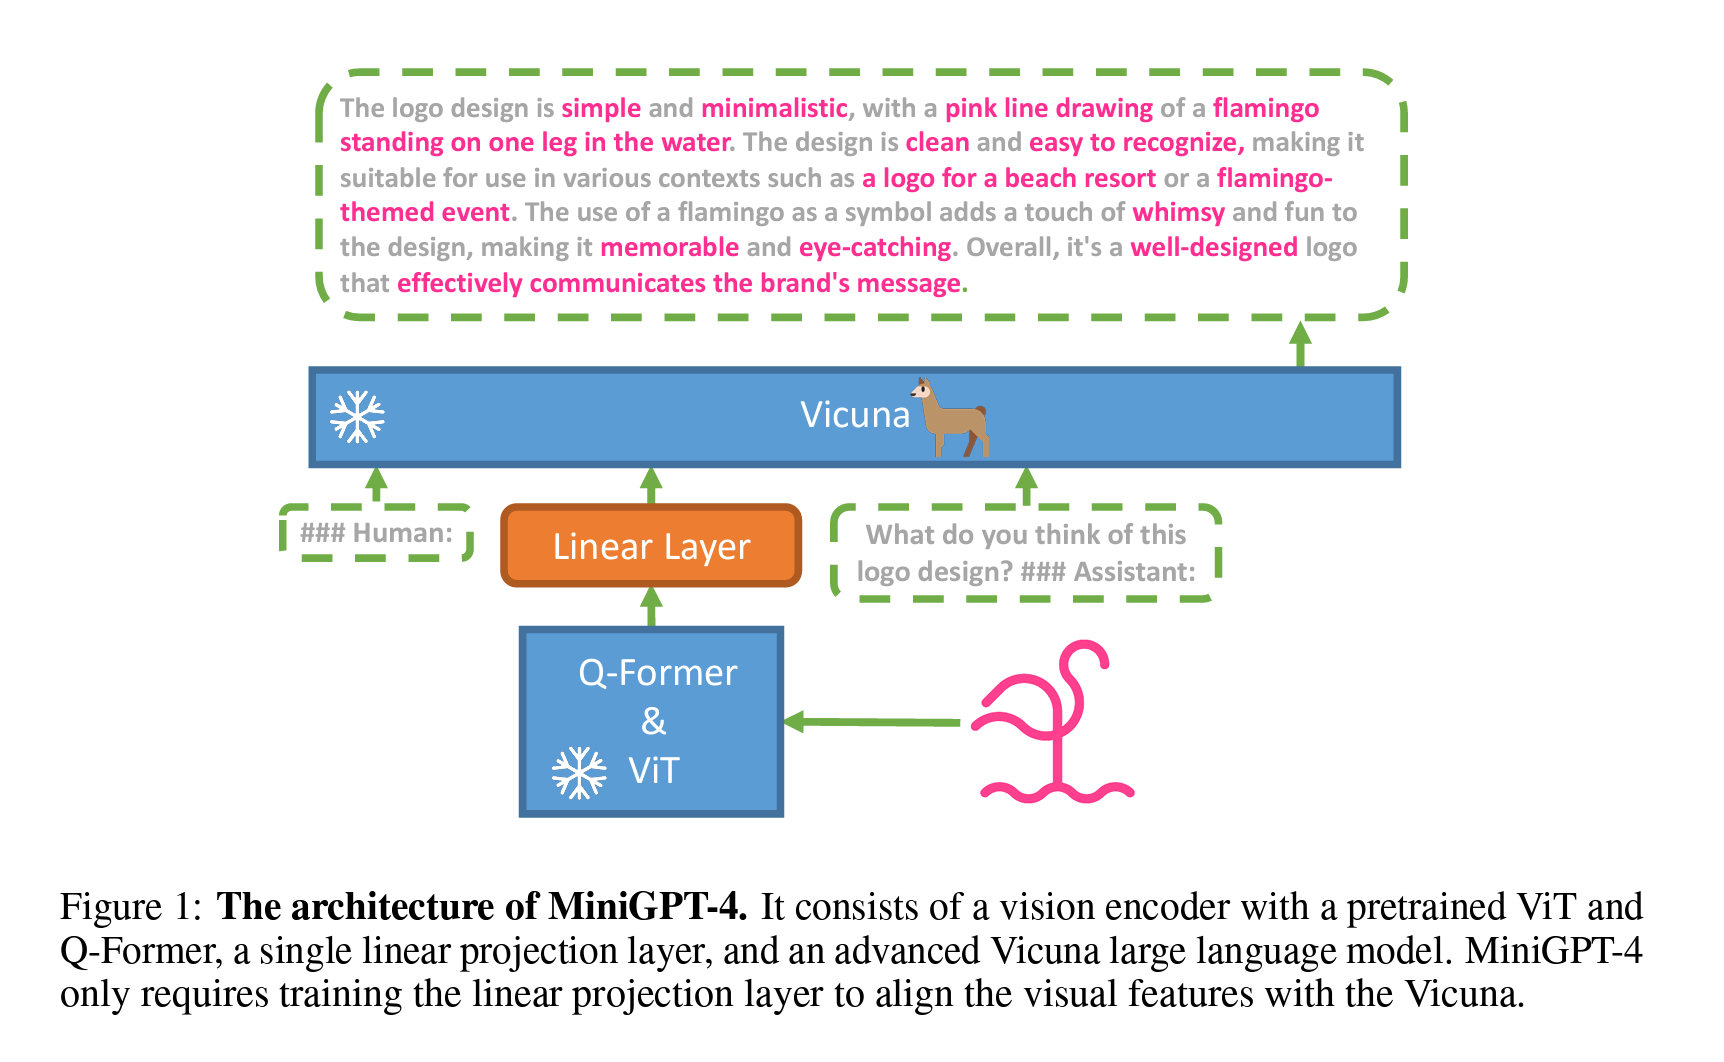 The logo design is simple and minimalistic, with a pink line drawing of a flamingo
standing on one leg in the water. The design is clean and easy to recognize, making it
suitable for use in various contexts such as a logo for a beach resort or a flamingo-
themed event. The use of a flamingo as a symbol adds a touch of whimsy and fun to
the design, making it memorable and eye-catching. Overall, it's a well-designed logo
that effectively communicates the brand's message.
Vicuna
### Human:
Linear Layer
What do you think of this
logo design? ### Assistant:
Q-Former
&
ViT
Figure 1: The architecture of MiniGPT-4. It consists of a vision encoder with a pretrained ViT and
Q-Former, a single linear projection layer, and an advanced Vicuna large language model. MiniGPT-4
only requires training the linear projection layer to align the visual features with the Vicuna.